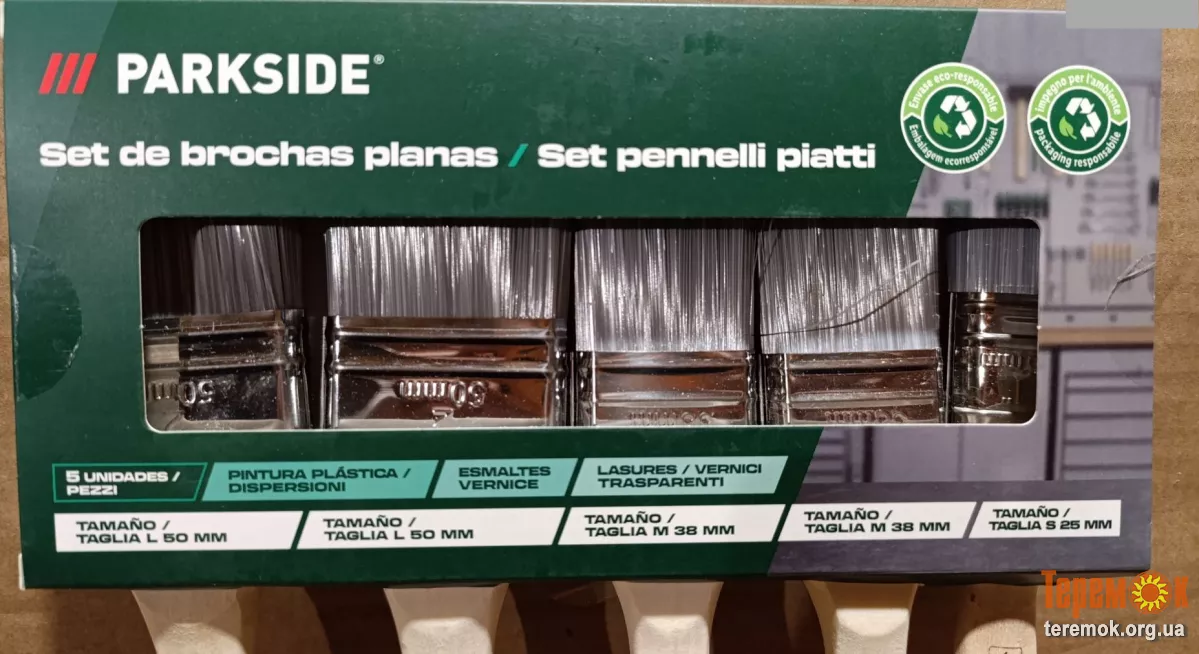 PARKSIDE®
Set de brochas planas / Set pennelli piatti
Envase eco-responsable
Embalagem ecorresponsável
Impegno per l'ambiente
packaging responsabile
50m
50mm
L
5 UNIDADES /
PEZZI
PINTURA PLÁSTICA /
DISPERSIONI
ESMALTES
VERNICE
LASURES / VERNICI
TRASPARENTI
TAMAÑO /
TAGLIA L 50 MM
TAMAÑO /
TAGLIA L 50 MM
TAMAÑO /
TAGLIA M 38 MM
TAMAÑO /
TAGLIA M 38 MM
TAMAÑO /
TAGLIA S 25 MM
Теремок
teremok.org.ua